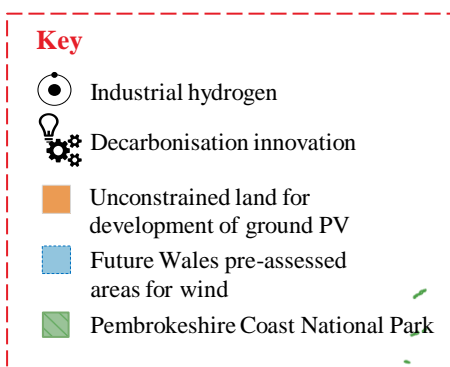 Key
Industrial hydrogen
Decarbonisation innovation
Unconstrained land for
development of ground PV
Future Wales pre-assessed
areas for wind
Pembrokeshire Coast National Park